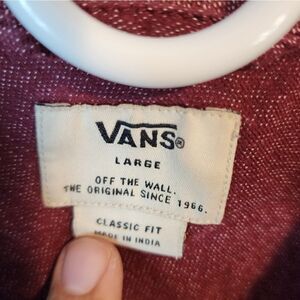 VANS®
LARGE
OFF THE WALL.
THE ORIGINAL SINCE 1966.
CLASSIC FIT
MADE IN INDIA